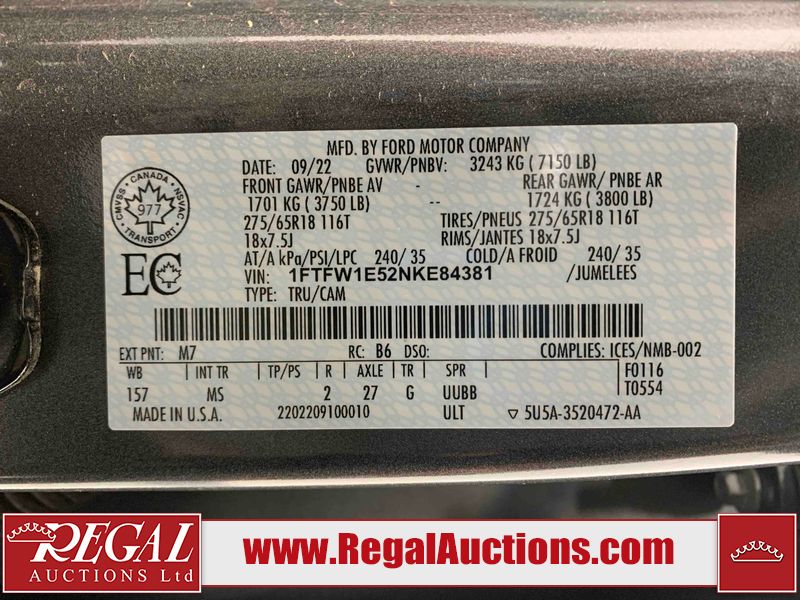 MFD. BY FORD MOTOR COMPANY
DATE: 09/22 GVWR/PNBV: 3243 KG ( 7150 LB)
FRONT GAWR/PNBE AV - REAR GAWR/ PNBE AR
1701 KG ( 3750 LB) -- 1724 KG ( 3800 LB)
275/65R18 116T TIRES/PNEUS 275/65R18 116T
18x7.5J RIMS/JANTES 18x7.5J
AT/A kPa/PSI/LPC 240/ 35 COLD/A FROID 240/ 35
VIN: 1FTFW1E52NKE84381 /JUMELEES
TYPE: TRU/CAM
CANADA
CMVSS NSVAC
977
TRANSPORT
EC
EXT PNT: M7 RC: B6 DSO: COMPLIES: ICES/NMB-002
WB INT TR TP/PS R AXLE TR SPR F0116
157 MS 2 27 G UUBB T0554
MADE IN U.S.A. 2202209100010 ULT ▽ 5U5A-3520472-AA
REGAL
AUCTIONS Ltd
www.RegalAuctions.com